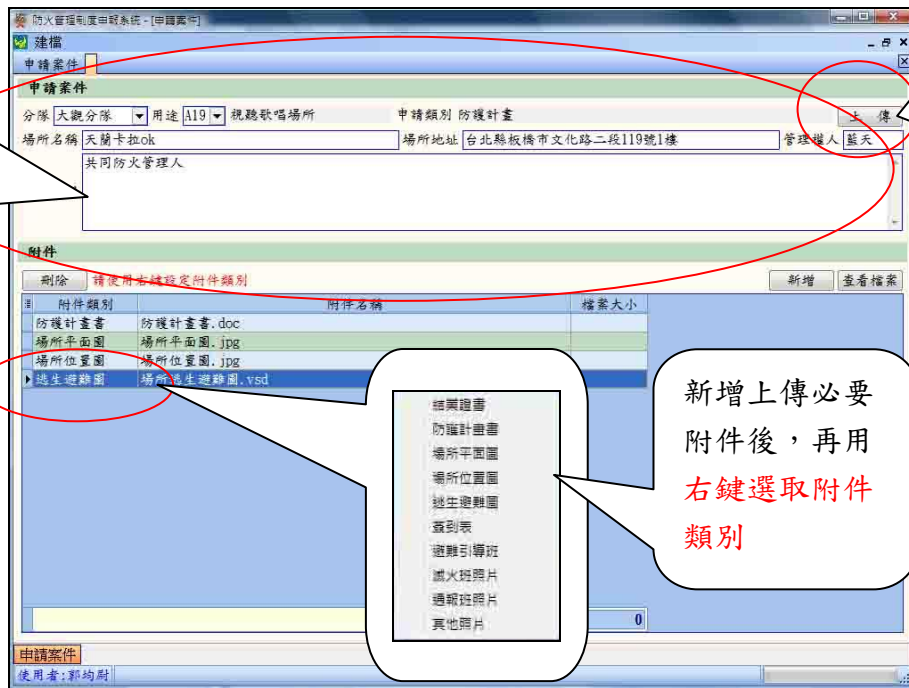 防火管理制度申報系統 - [申請案件]
建檔
申請案件
申請案件
分隊 大觀分隊 用途 A19 視聽歌唱場所 申請類別 防護計畫 上 傳
場所名稱 天蘭卡拉ok 場所地址 台北縣板橋市文化路二段119號1樓 管理權人 藍天
共同防火管理人
附件
刪除 請使用右鍵設定附件類別 新增 查看檔案
附件類別 附件名稱 檔案大小
防護計畫書 防護計畫書.doc
場所平面圖 場所平面圖.jpg
場所位置圖 場所位置圖.jpg
逃生避難圖 場所逃生避難圖.vsd
結業證書
防護計畫書
場所平面圖
場所位置圖
逃生避難圖
簽到表
避難引導班
滅火班照片
通報班照片
其他照片
新增上傳必要
附件後，再用
右鍵選取附件
類別
0
申請案件
使用者:郭均尉